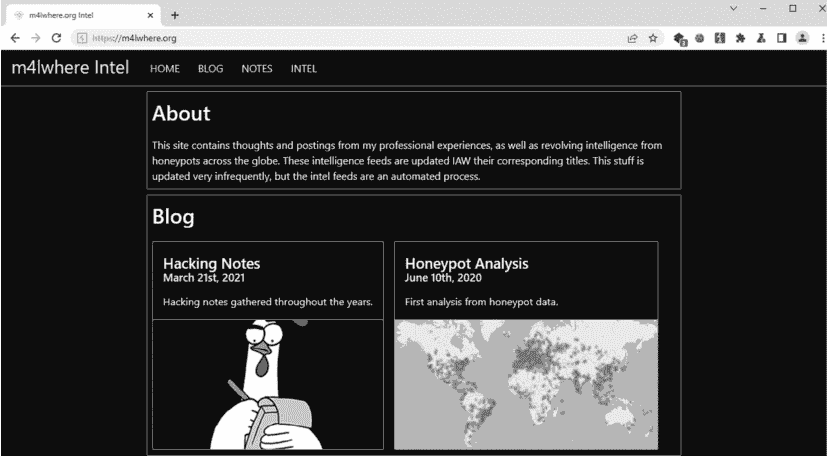 m4lwhere.org Intel
https://m4lwhere.org
m4lwhere Intel HOME BLOG NOTES INTEL
About
This site contains thoughts and postings from my professional experiences, as well as revolving intelligence from
honeypots across the globe. These intelligence feeds are updated IAW their corresponding titles. This stuff is
updated very infrequently, but the intel feeds are an automated process.
Blog
Hacking Notes
March 21st, 2021
Hacking notes gathered throughout the years.
Honeypot Analysis
June 10th, 2020
First analysis from honeypot data.